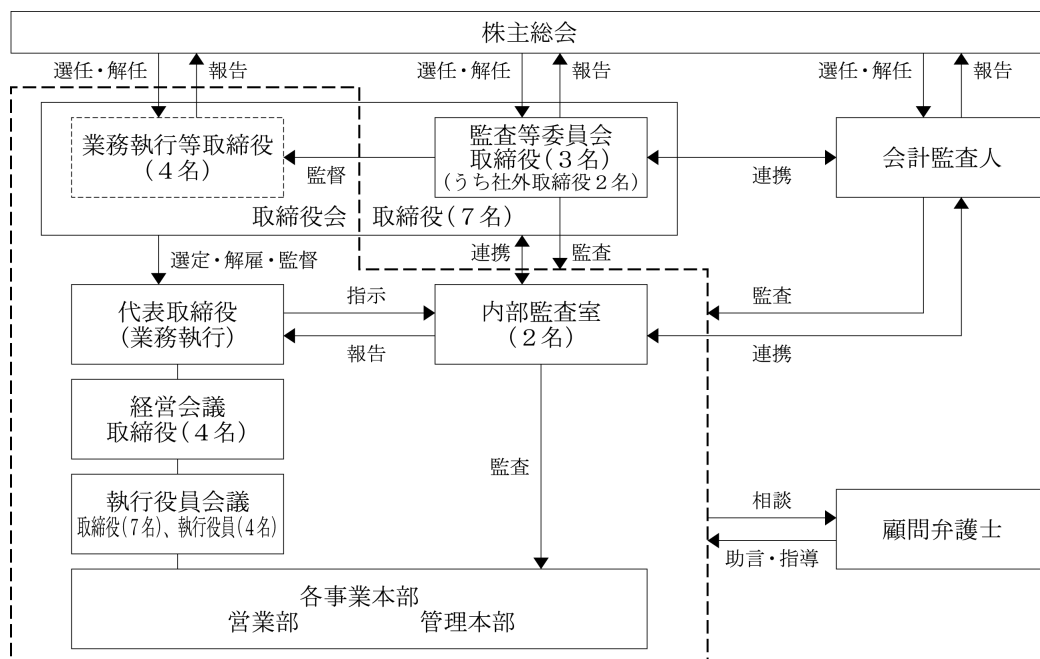 株主総会
選任・解任
報告
選任・解任
報告
選任・解任
報告
業務執行等取締役
(4名)
監督
監査等委員会
取締役(3名)
(うち社外取締役2名)
連携
会計監査人
取締役会 取締役(7名)
選定・解雇・監督
連携
監査
代表取締役
(業務執行)
指示
報告
内部監査室
(2名)
監査
連携
経営会議
取締役(4名)
執行役員会議
取締役(7名)、執行役員(4名)
監査
相談
助言・指導
顧問弁護士
各事業本部
営業部 管理本部